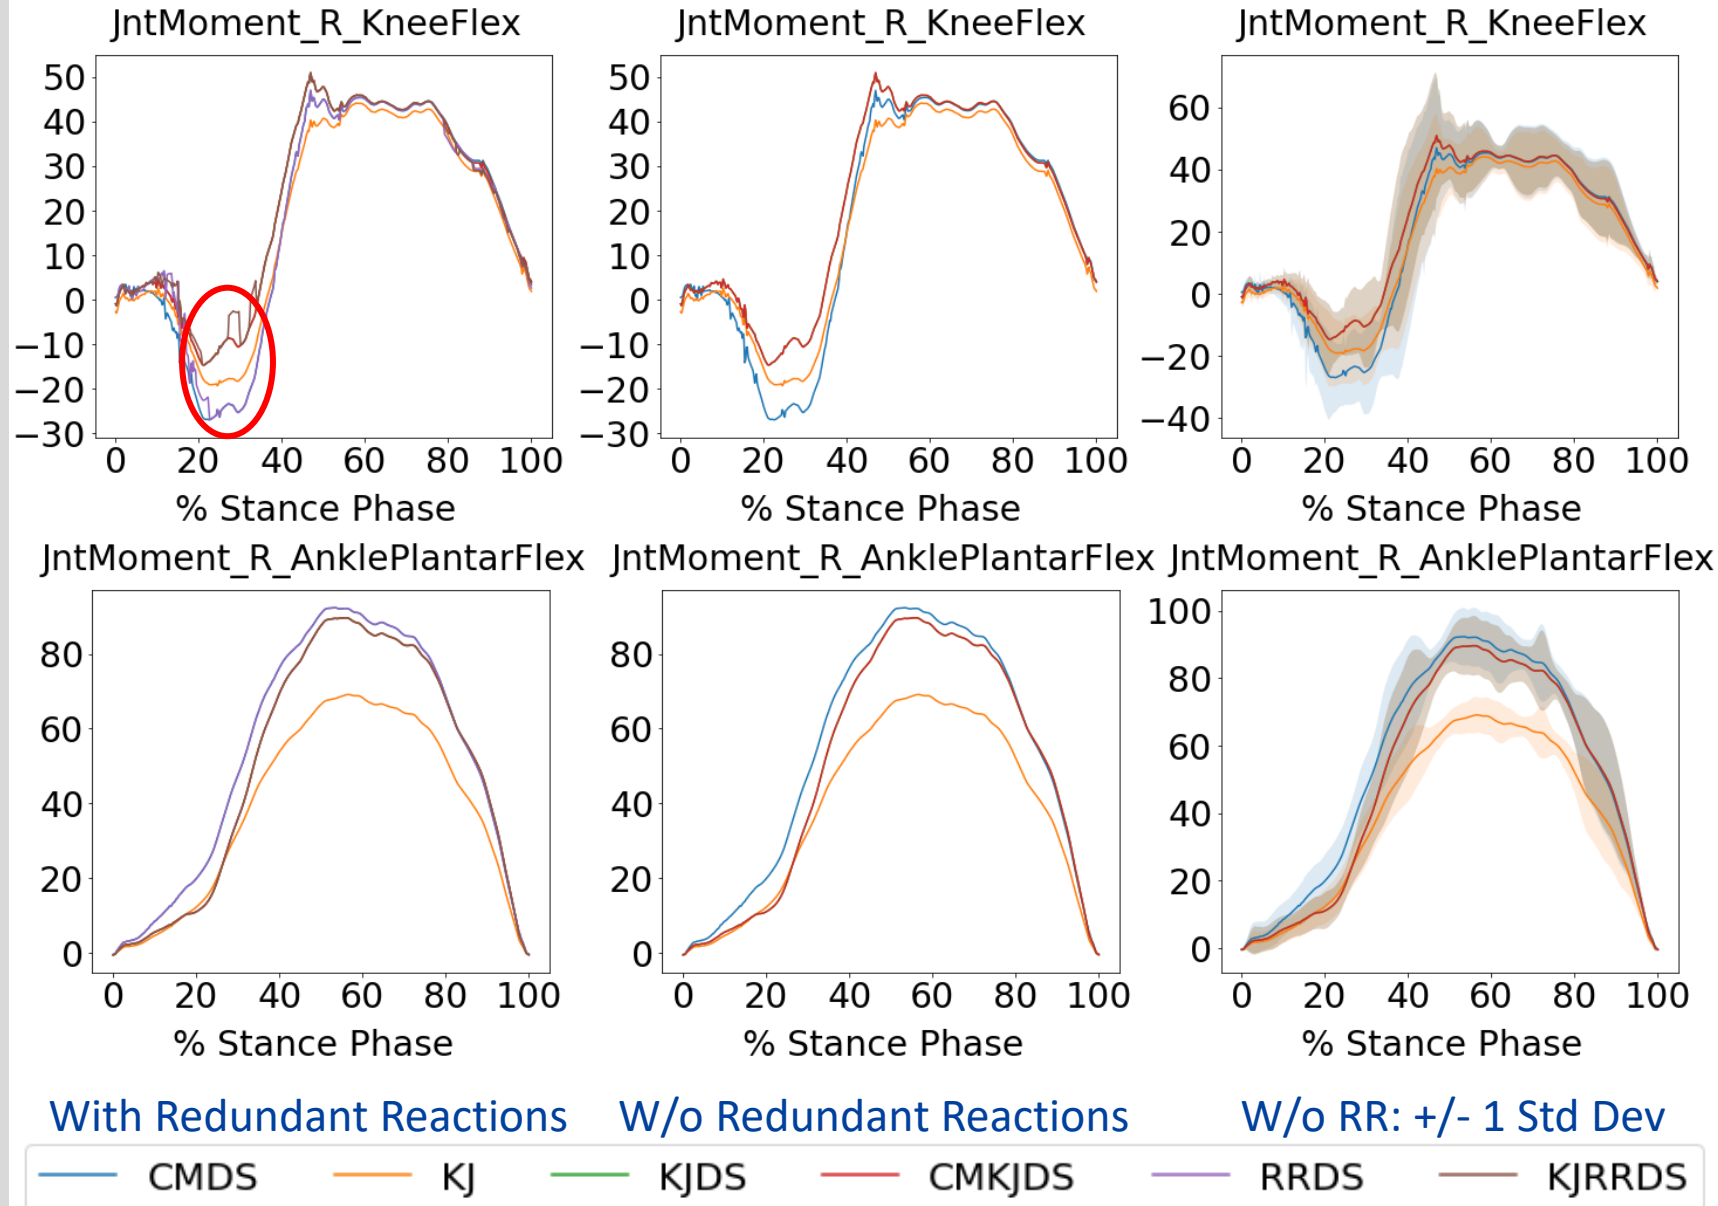 JntMoment_R_KneeFlex JntMoment_R_KneeFlex JntMoment_R_KneeFlex
50 50
60
40 40
40
30 30
20 20
20
10 10
0 0 0
−10 −10
−20
−20 −20
−30 −30 −40
0 20 40 60 80 100 0 20 40 60 80 100 0 20 40 60 80 100
% Stance Phase % Stance Phase % Stance Phase
JntMoment_R_AnklePlantarFlex JntMoment_R_AnklePlantarFlex JntMoment_R_AnklePlantarFlex
100
80 80 80
60 60 60
40 40 40
20 20 20
0 0 0
0 20 40 60 80 100 0 20 40 60 80 100 0 20 40 60 80 100
% Stance Phase % Stance Phase % Stance Phase
With Redundant Reactions W/o Redundant Reactions W/o RR: +/- 1 Std Dev
CMDS KJ KJDS CMKJDS RRDS KJRRDS